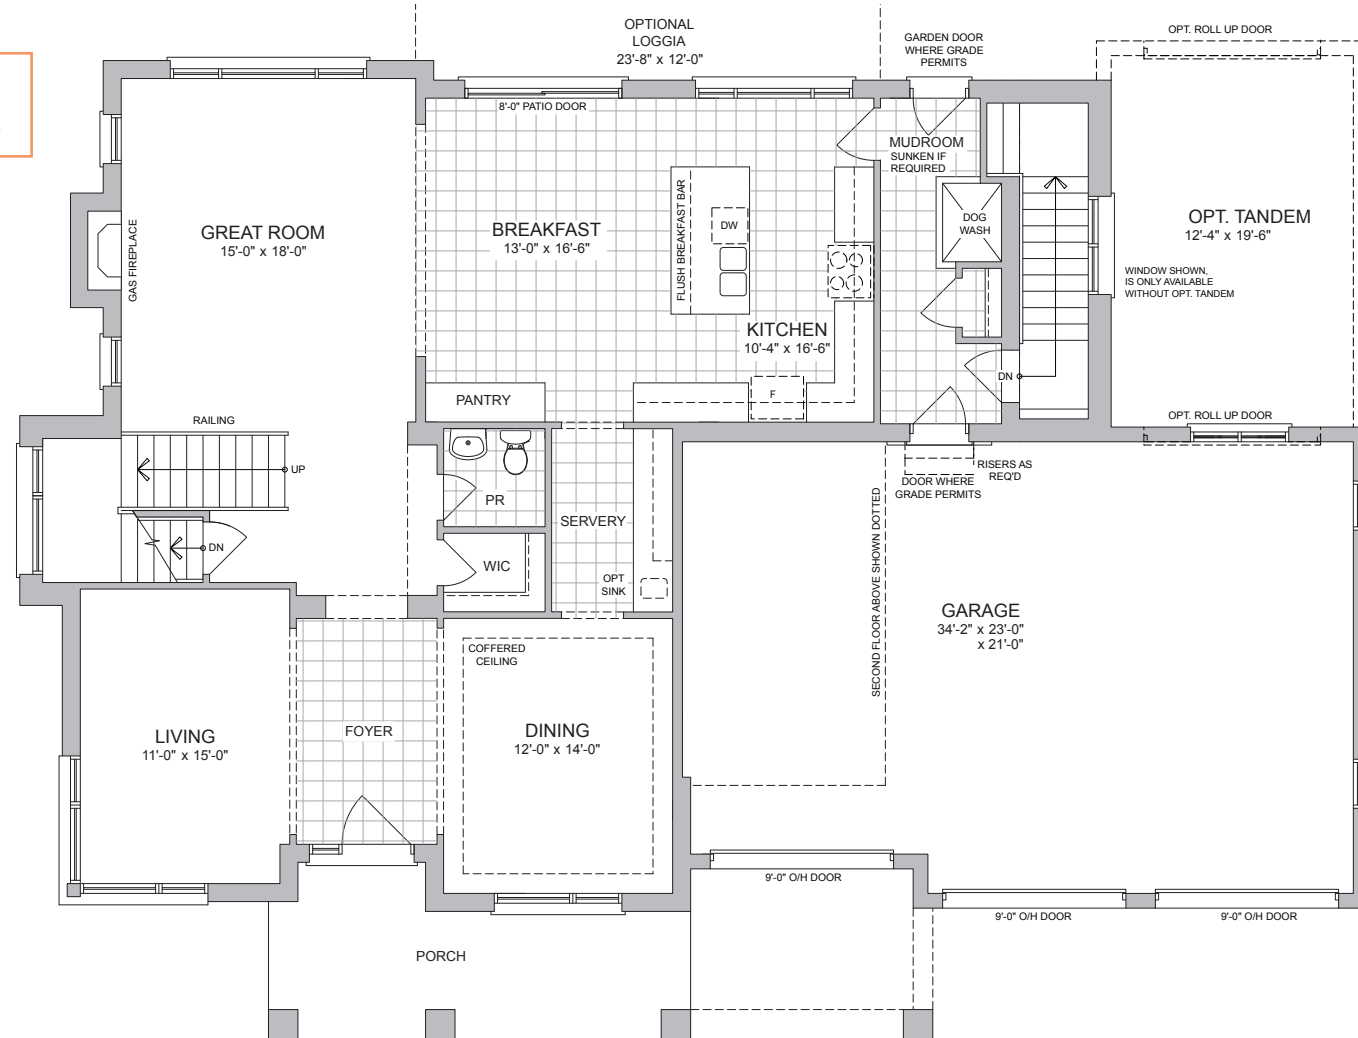 OPTIONAL
LOGGIA
23'-8" x 12'-0"
GARDEN DOOR
WHERE GRADE
PERMITS
OPT. ROLL UP DOOR
8'-0" PATIO DOOR
MUDROOM
SUNKEN IF
REQUIRED
GREAT ROOM
15'-0" x 18'-0"
GAS FIREPLACE
BREAKFAST
13'-0" x 16'-6"
FLUSH BREAKFAST BAR
DW
DOG
WASH
OPT. TANDEM
12'-4" x 19'-6"
WINDOW SHOWN,
IS ONLY AVAILABLE
WITHOUT OPT. TANDEM
KITCHEN
10'-4" x 16'-6"
F
DN
PANTRY
RAILING
OPT. ROLL UP DOOR
UP
PR
SERVERY
RISERS AS
REQ'D
DOOR WHERE
GRADE PERMITS
DN
WIC
OPT
SINK
SECOND FLOOR ABOVE SHOWN DOTTED
GARAGE
34'-2" x 23'-0"
x 21'-0"
COFFERED
CEILING
LIVING
11'-0" x 15'-0"
FOYER
DINING
12'-0" x 14'-0"
9'-0" O/H DOOR
9'-0" O/H DOOR
9'-0" O/H DOOR
PORCH